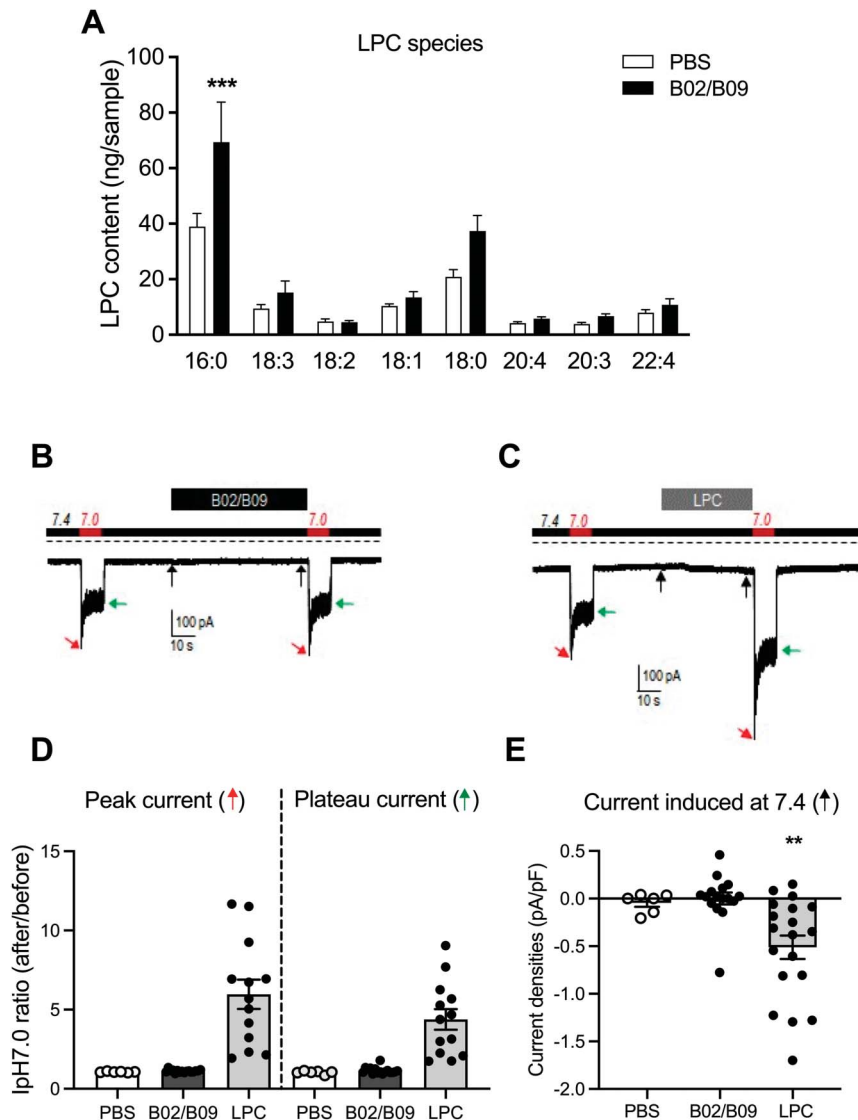 A
LPC species
PBS
B02/B09
***
LPC content (ng/sample)
100
80
60
40
20
0
16:0 18:3 18:2 18:1 18:0 20:4 20:3 22:4
B
B02/B09
7.4 7.0 7.0
100 pA
10 s
C
LPC
7.4 7.0 7.0
100 pA
10 s
D
Peak current (↑) Plateau current (↑)
IpH7.0 ratio (after/before)
15
10
5
0
PBS B02/B09 LPC PBS B02/B09 LPC
E
Current induced at 7.4 (↑)
**
Current densities (pA/pF)
0.5
0.0
-0.5
-1.0
-1.5
-2.0
PBS B02/B09 LPC